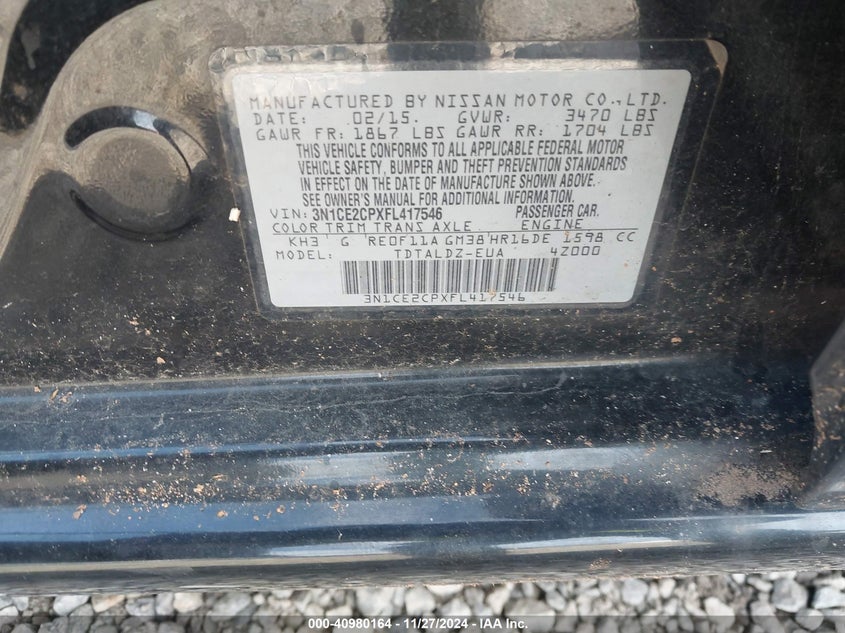 MANUFACTURED BY NISSAN MOTOR CO., LTD.
DATE: 02/15. GVWR: 3470 LBS
GAWR FR: 1867 LBS GAWR RR: 1704 LBS
THIS VEHICLE CONFORMS TO ALL APPLICABLE FEDERAL MOTOR
VEHICLE SAFETY, BUMPER AND THEFT PREVENTION STANDARDS
IN EFFECT ON THE DATE OF MANUFACTURE SHOWN ABOVE.
SEE OWNER'S MANUAL FOR ADDITIONAL INFORMATION.
VIN: 3N1CE2CPXFL417546 PASSENGER CAR.
COLOR TRIM TRANS AXLE ENGINE
KH3 G RE0F11A GM38 HR16DE 1598 CC
MODEL: TDTALDZ-EUA 4Z000
3N1CE2CPXFL417546
000-40980164 - 11/27/2024 - IAA Inc.